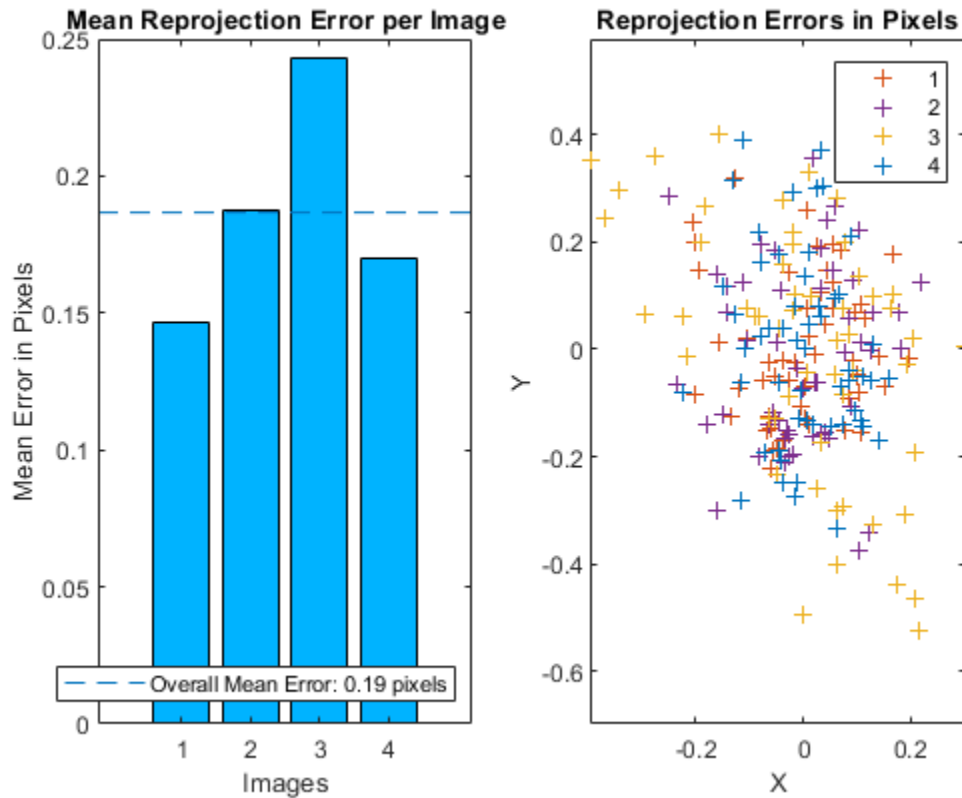 Mean Reprojection Error per Image
0.25
0.2
0.15
0.1
0.05
0
Mean Error in Pixels
Overall Mean Error: 0.19 pixels
1 2 3 4
Images
Reprojection Errors in Pixels
1
2
3
4
0.4
0.2
0
-0.2
-0.4
-0.6
Y
-0.2 0 0.2
X